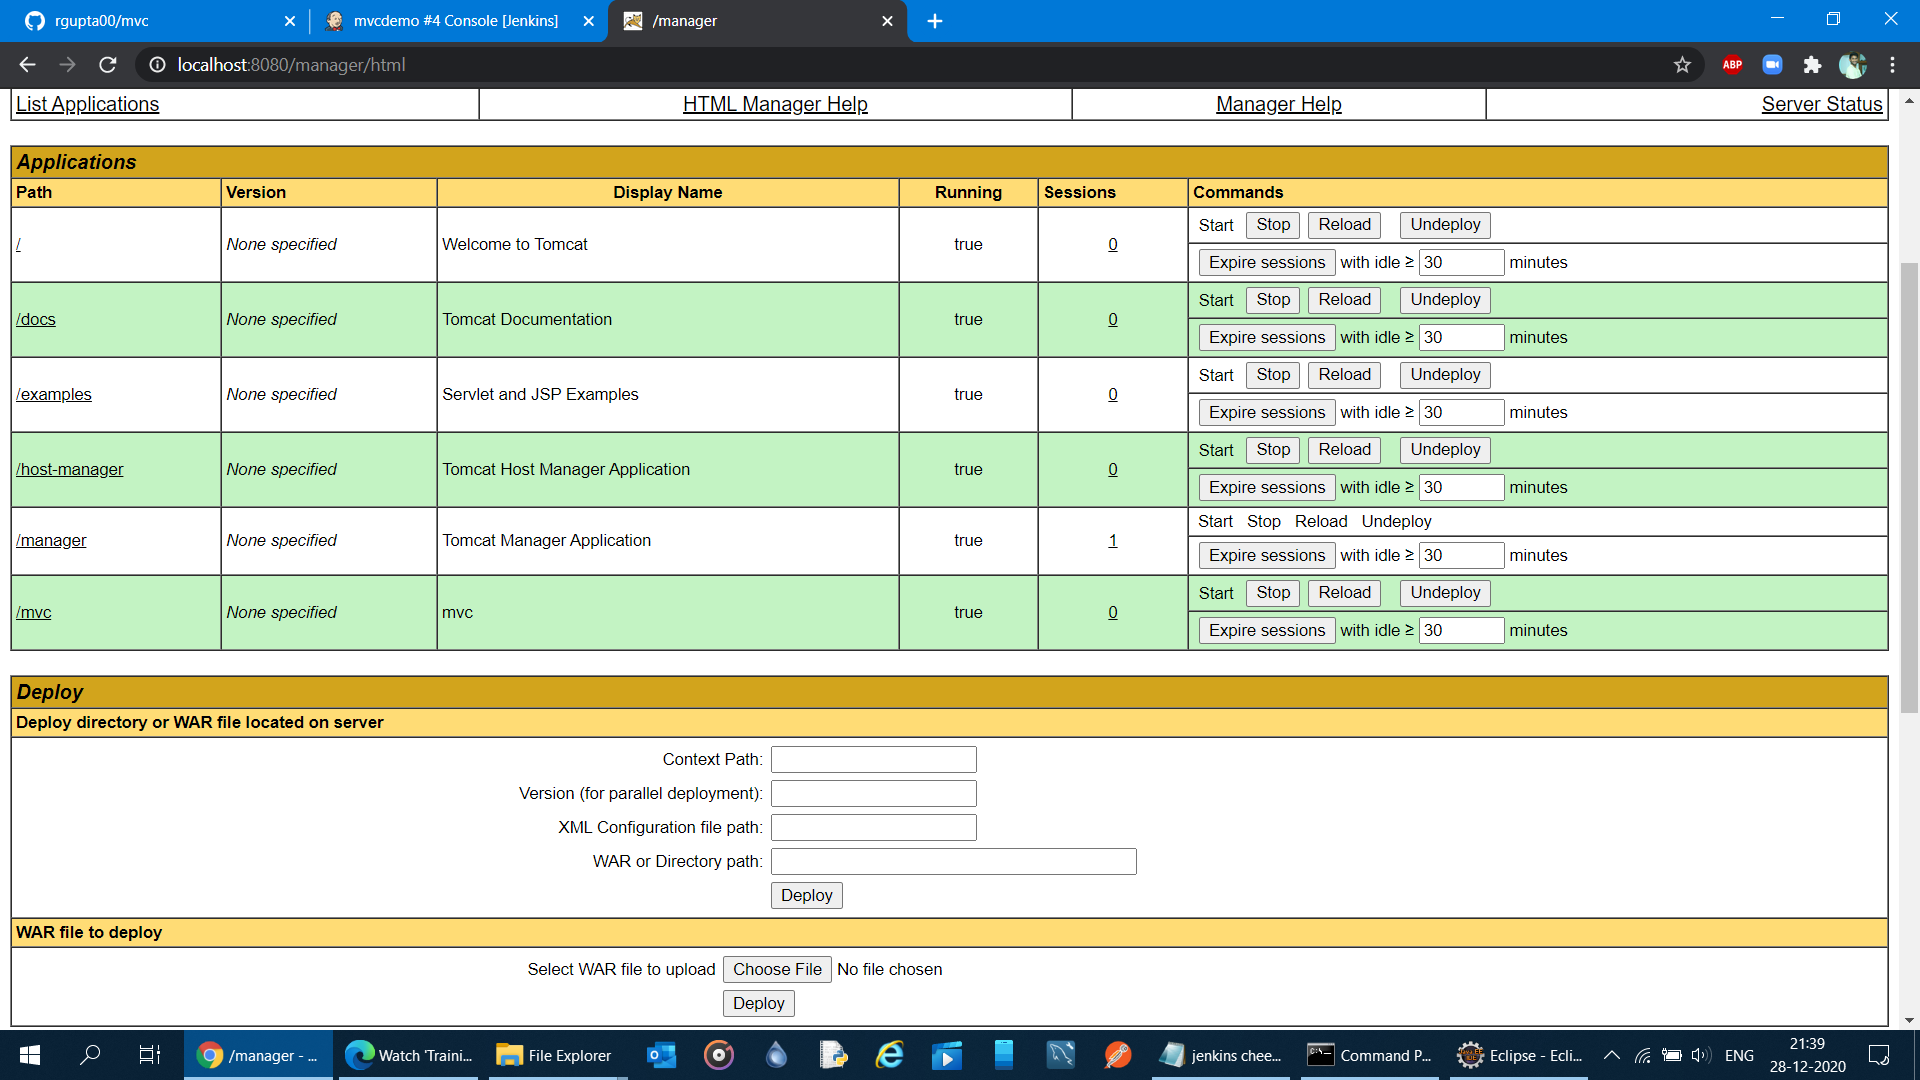 rgupta00/mvc
mvcdemo #4 Console [Jenkins]
/manager
localhost:8080/manager/html
ABP
List Applications HTML Manager Help Manager Help Server Status
Applications
Path Version Display Name Running Sessions Commands
/ None specified Welcome to Tomcat true 0 Start Stop Reload Undeploy
Expire sessions with idle ≥ 30 minutes
/docs None specified Tomcat Documentation true 0 Start Stop Reload Undeploy
Expire sessions with idle ≥ 30 minutes
/examples None specified Servlet and JSP Examples true 0 Start Stop Reload Undeploy
Expire sessions with idle ≥ 30 minutes
/host-manager None specified Tomcat Host Manager Application true 0 Start Stop Reload Undeploy
Expire sessions with idle ≥ 30 minutes
/manager None specified Tomcat Manager Application true 1 Start Stop Reload Undeploy
Expire sessions with idle ≥ 30 minutes
/mvc None specified mvc true 0 Start Stop Reload Undeploy
Expire sessions with idle ≥ 30 minutes
Deploy
Deploy directory or WAR file located on server
Context Path:
Version (for parallel deployment):
XML Configuration file path:
WAR or Directory path:
Deploy
WAR file to deploy
Select WAR file to upload Choose File No file chosen
Deploy
/manager - ...
Watch 'Traini...
File Explorer
jenkins chee...
Command P...
Eclipse - Ecli...
ENG
21:39
28-12-2020